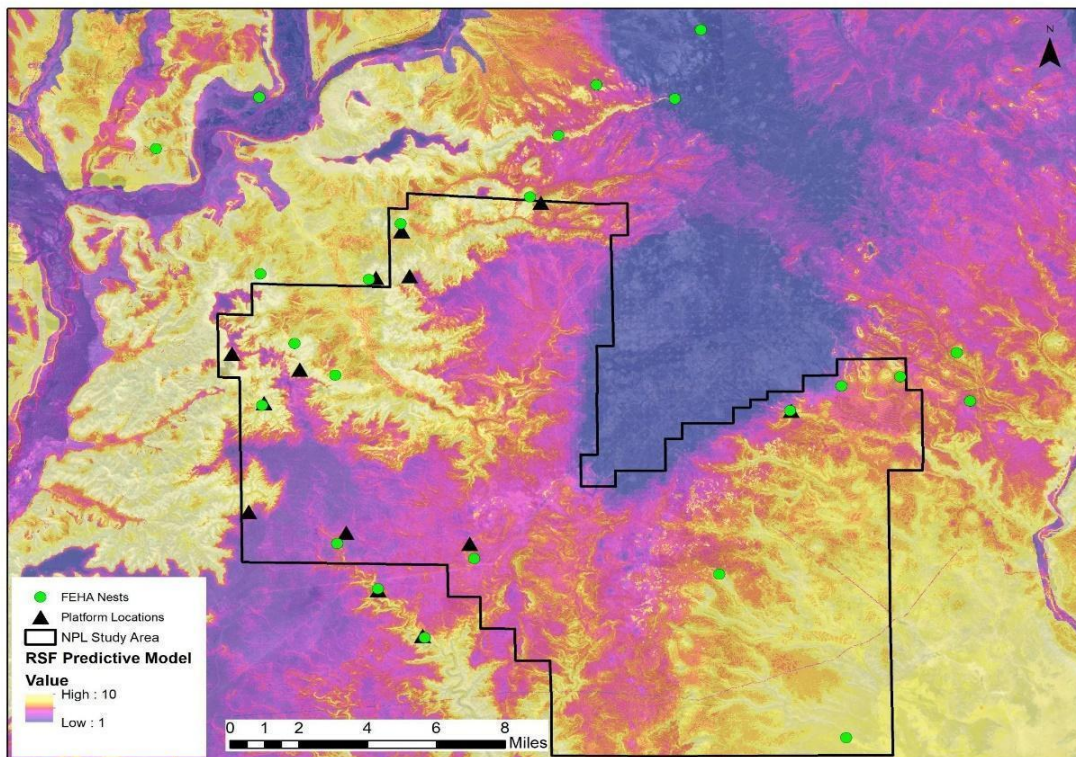 N
FEHA Nests
Platform Locations
NPL Study Area
RSF Predictive Model
Value
High : 10
Low : 1
0 1 2 4 6 8
Miles